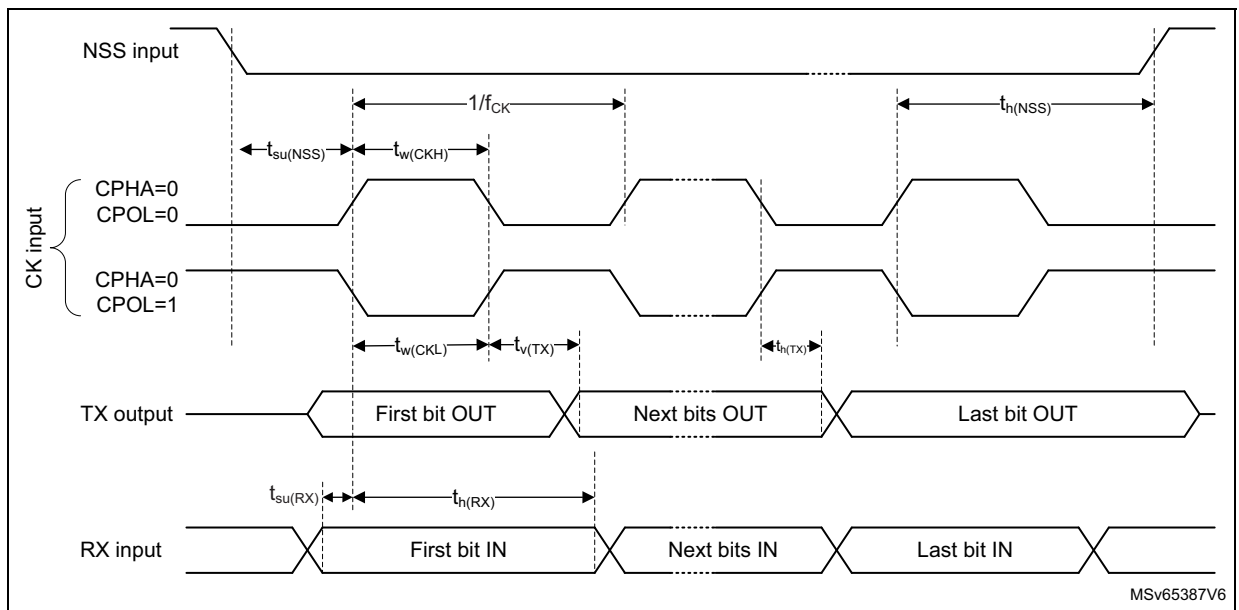 NSS input
1/fCK
th(NSS)
tsu(NSS)
tw(CKH)
CK input
CPHA=0
CPOL=0
CPHA=0
CPOL=1
tw(CKL)
tv(TX)
th(TX)
TX output
First bit OUT
Next bits OUT
Last bit OUT
tsu(RX)
th(RX)
RX input
First bit IN
Next bits IN
Last bit IN
MSv65387V6